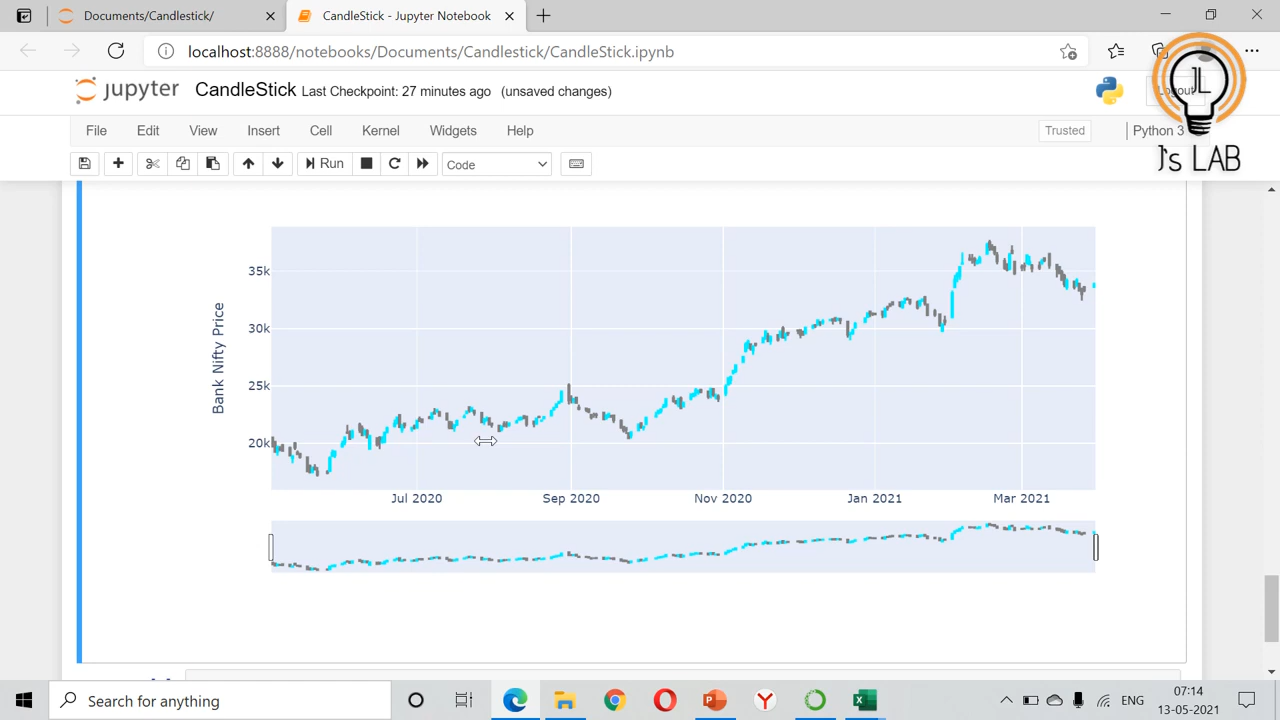 Documents/Candlestick/
CandleStick - Jupyter Notebook
localhost:8888/notebooks/Documents/Candlestick/CandleStick.ipynb
jupyter CandleStick Last Checkpoint: 27 minutes ago (unsaved changes)
Logout
JL
J's LAB
File Edit View Insert Cell Kernel Widgets Help
Trusted
Python 3
Run
Code
35k
30k
25k
20k
Bank Nifty Price
Jul 2020 Sep 2020 Nov 2020 Jan 2021 Mar 2021
Search for anything
ENG
07:14
13-05-2021